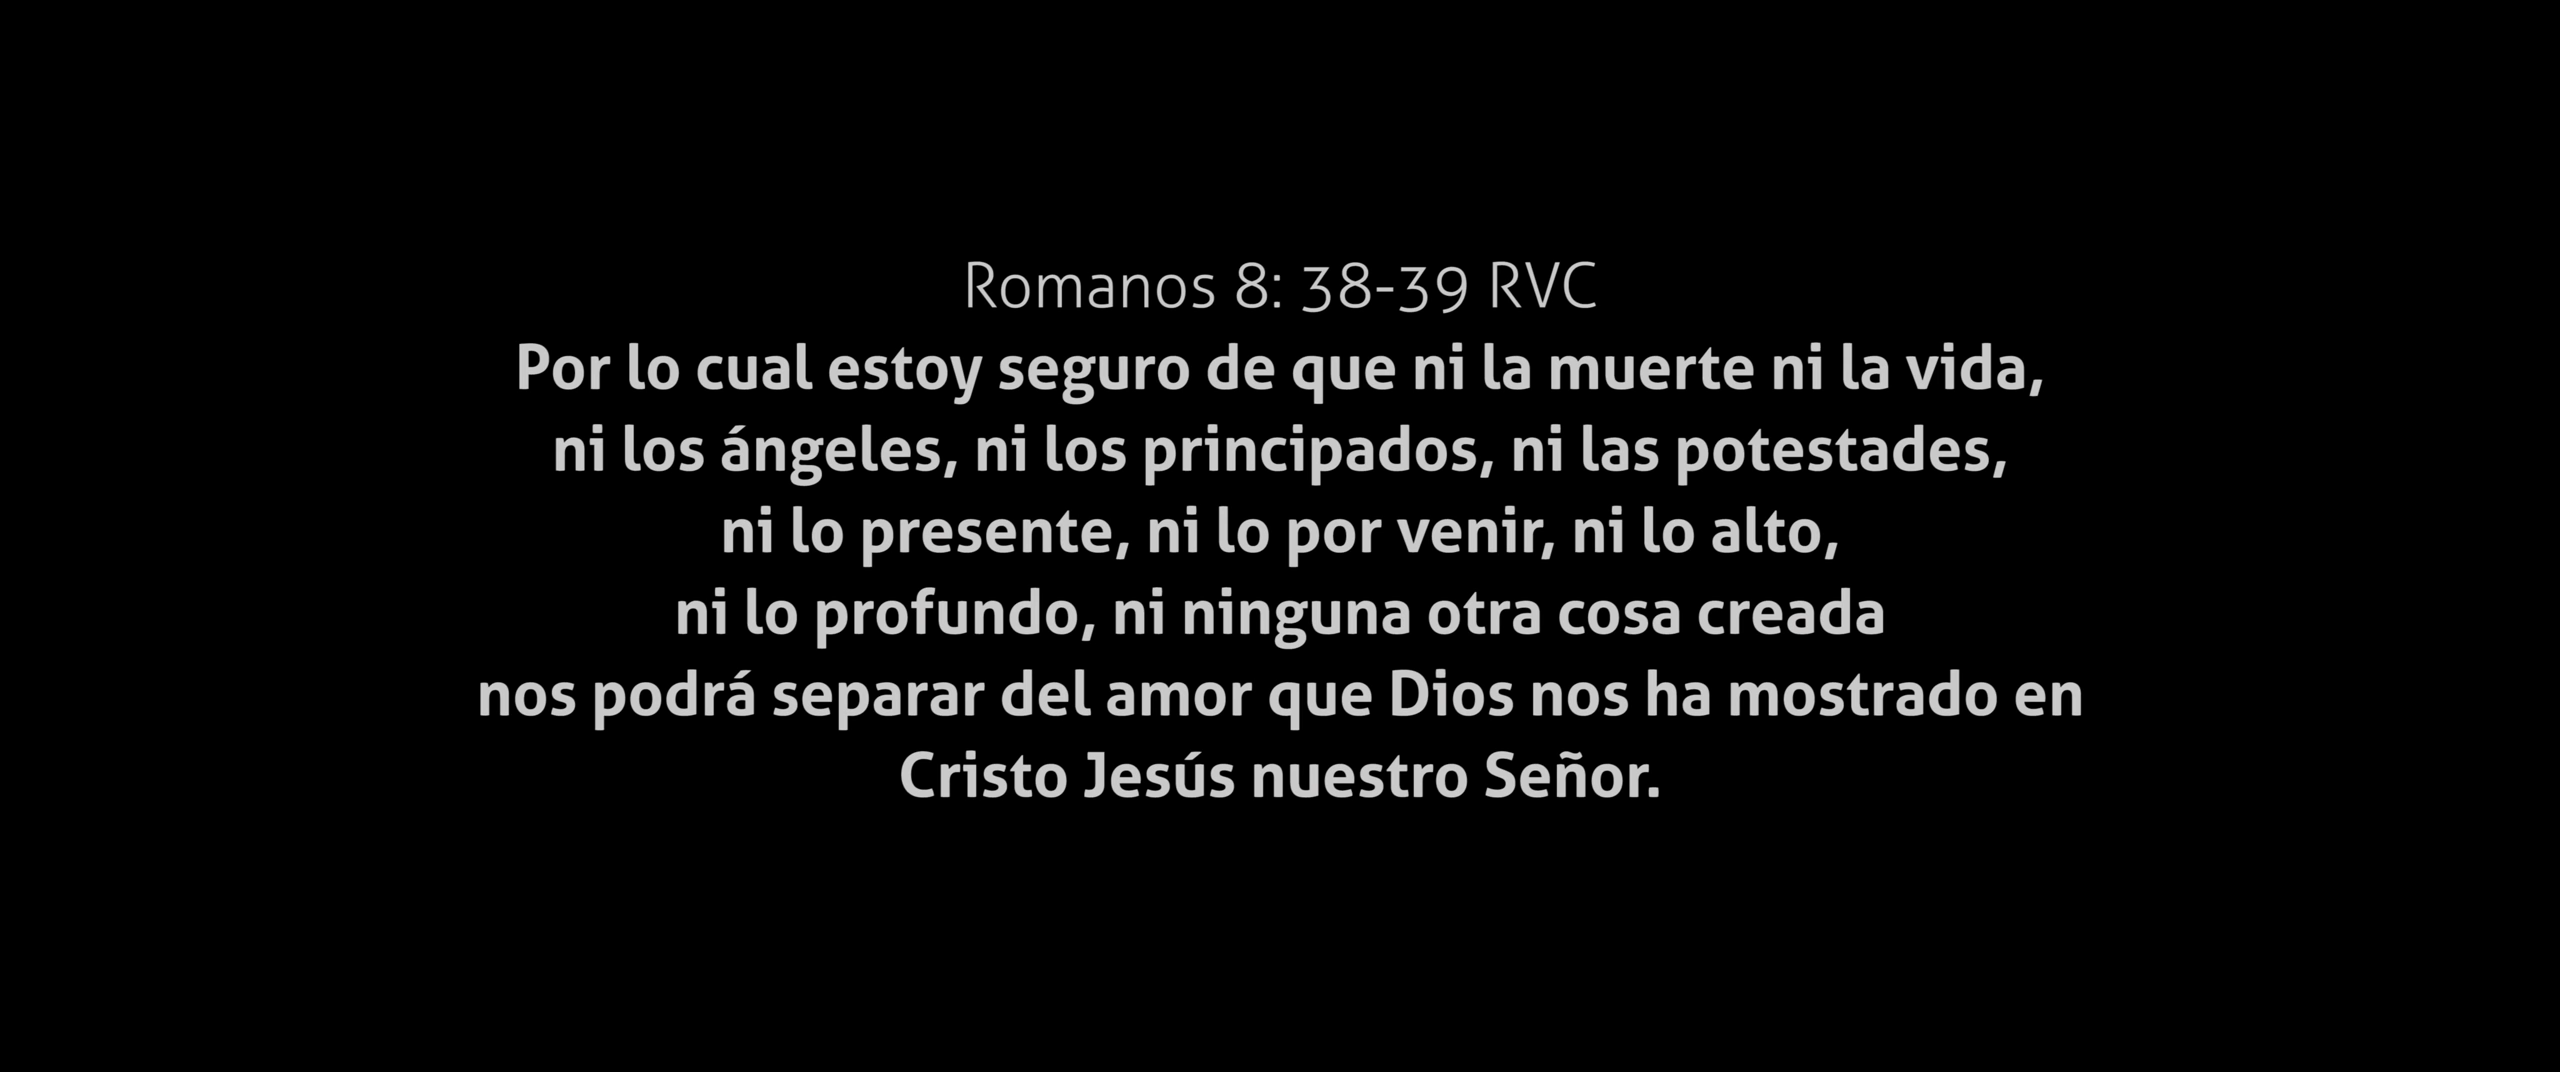 Romanos 8: 38-39 RVC
Por lo cual estoy seguro de que ni la muerte ni la vida,
ni los ángeles, ni los principados, ni las potestades,
ni lo presente, ni lo por venir, ni lo alto,
ni lo profundo, ni ninguna otra cosa creada
nos podrá separar del amor que Dios nos ha mostrado en
Cristo Jesús nuestro Señor.